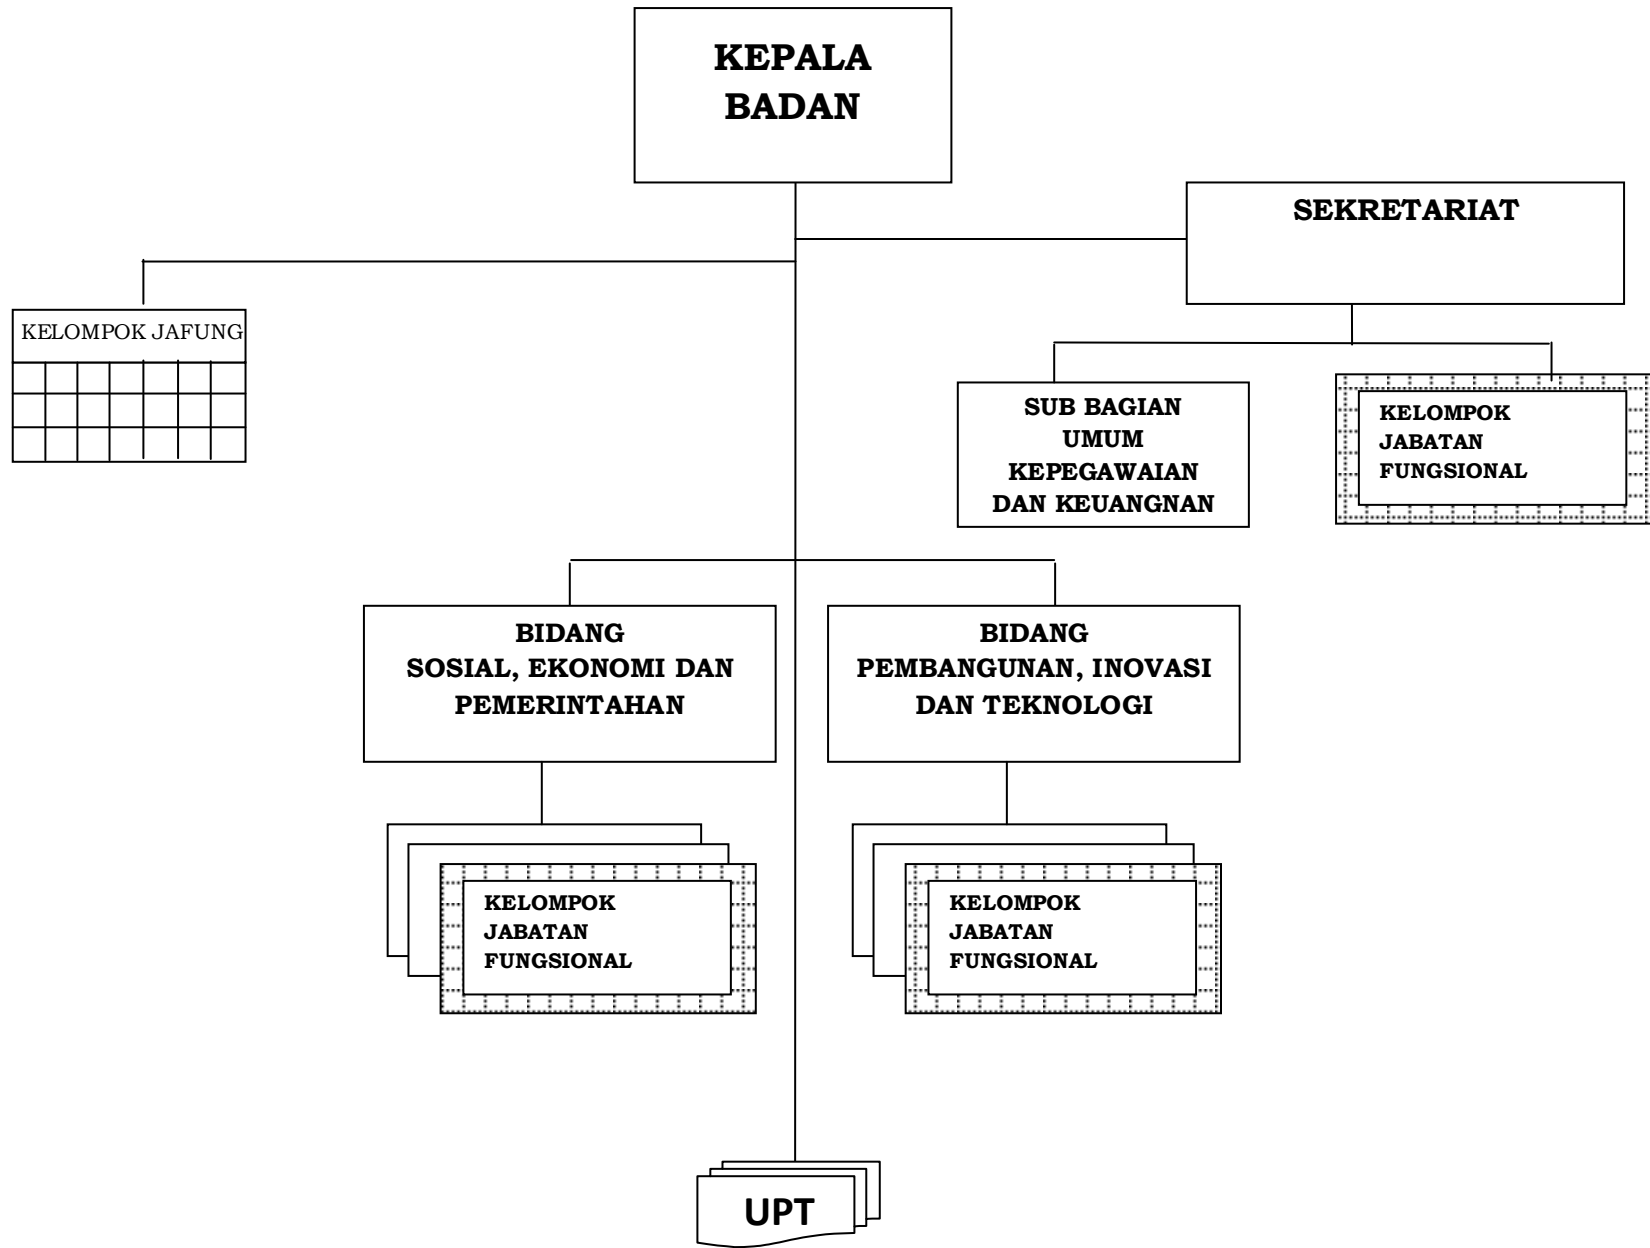 KEPALA
BADAN
SEKRETARIAT
KELOMPOK JAFUNG
SUB BAGIAN
UMUM
KEPEGAWAIAN
DAN KEUANGNAN
KELOMPOK
JABATAN
FUNGSIONAL
BIDANG
SOSIAL, EKONOMI DAN
PEMERINTAHAN
BIDANG
PEMBANGUNAN, INOVASI
DAN TEKNOLOGI
KELOMPOK
JABATAN
FUNGSIONAL
KELOMPOK
JABATAN
FUNGSIONAL
UPT